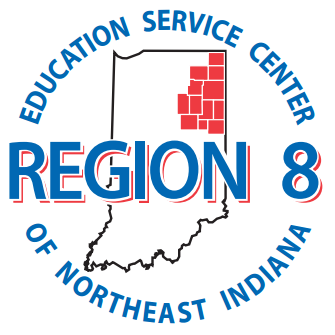 EDUCATION SERVICE CENTER
REGION 8
OF NORTHEAST INDIANA